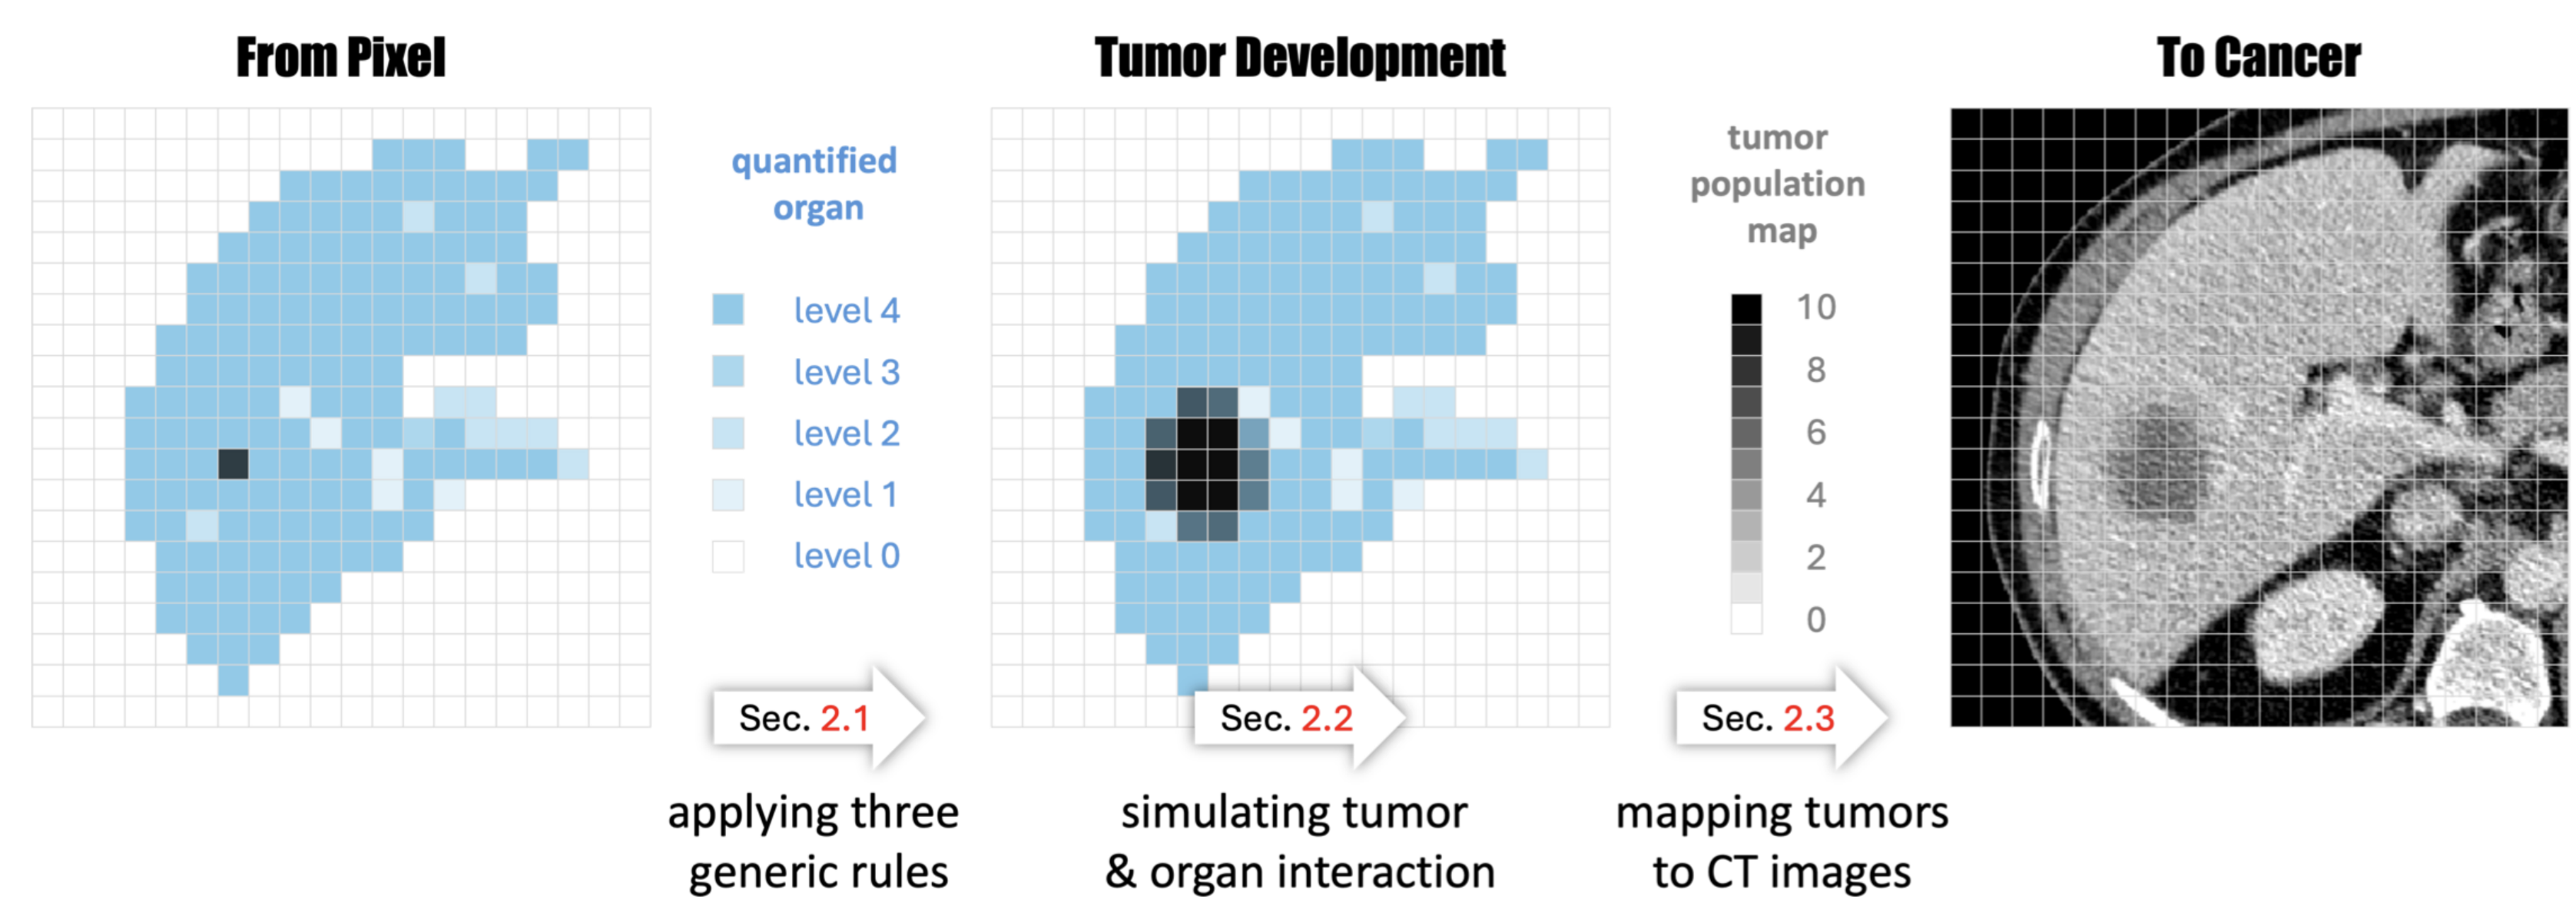 From Pixel
Tumor Development
To Cancer
quantified
organ
level 4
level 3
level 2
level 1
level 0
tumor
population
map
10
8
6
4
2
0
Sec. 2.1
Sec. 2.2
Sec. 2.3
applying three
generic rules
simulating tumor
& organ interaction
mapping tumors
to CT images